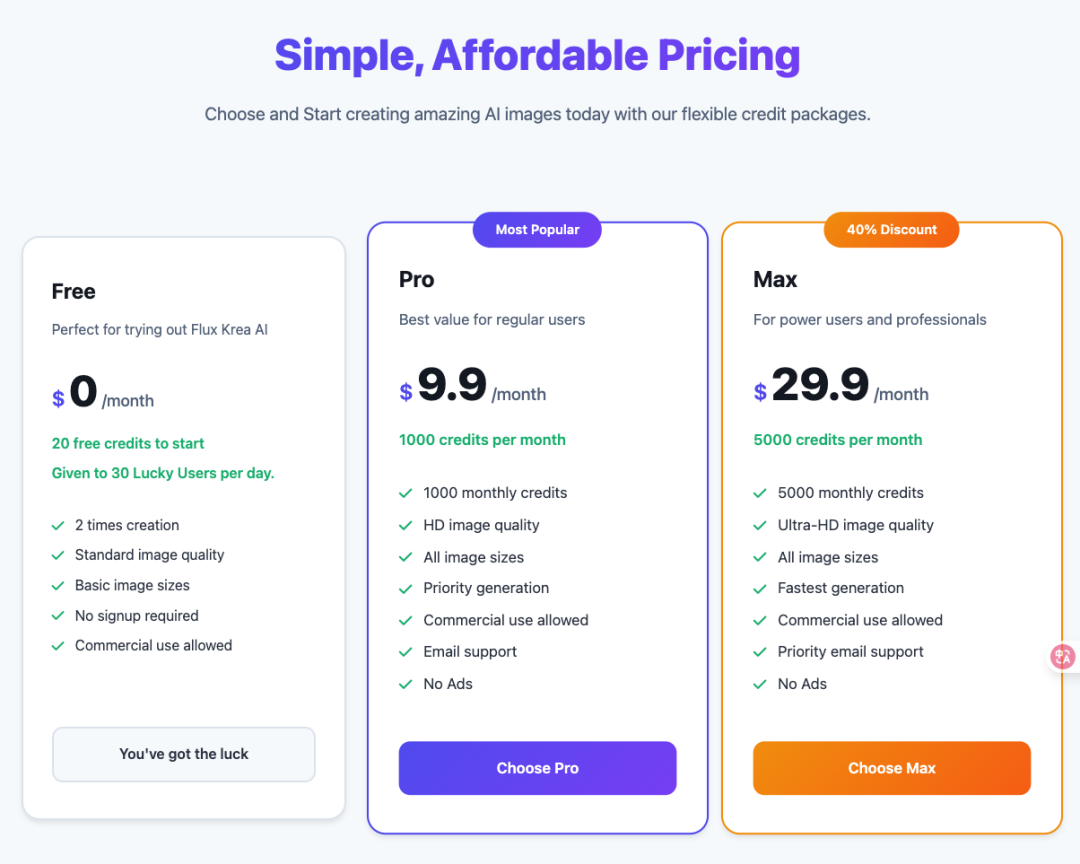 Simple, Affordable Pricing
Choose and Start creating amazing AI images today with our flexible credit packages.
Free
Perfect for trying out Flux Krea AI
$ 0 /month
20 free credits to start
Given to 30 Lucky Users per day.
2 times creation
Standard image quality
Basic image sizes
No signup required
Commercial use allowed
You've got the luck
Most Popular
Pro
Best value for regular users
$ 9.9 /month
1000 credits per month
1000 monthly credits
HD image quality
All image sizes
Priority generation
Commercial use allowed
Email support
No Ads
Choose Pro
40% Discount
Max
For power users and professionals
$ 29.9 /month
5000 credits per month
5000 monthly credits
Ultra-HD image quality
All image sizes
Fastest generation
Commercial use allowed
Priority email support
No Ads
Choose Max